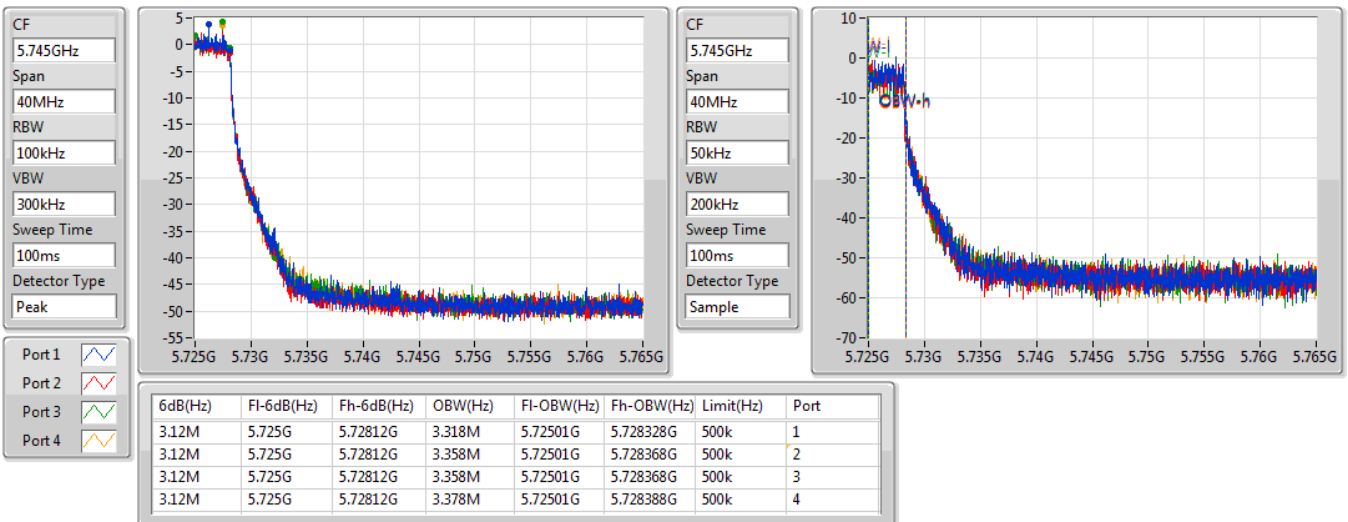 CF
5.745GHz
Span
40MHz
RBW
100kHz
VBW
300kHz
Sweep Time
100ms
Detector Type
Peak
5-
0-
-5-
-10-
-15-
-20-
-25-
-30-
-35-
-40-
-45-
-50-
-55-
5.725G 5.73G 5.735G 5.74G 5.745G 5.75G 5.755G 5.76G 5.765G
CF
5.745GHz
Span
40MHz
RBW
50kHz
VBW
200kHz
Sweep Time
100ms
Detector Type
Sample
10-
0-
-10-
-20-
-30-
-40-
-50-
-60-
-70-
OBW-h
5.725G 5.73G 5.735G 5.74G 5.745G 5.75G 5.755G 5.76G 5.765G
Port 1
Port 2
Port 3
Port 4
6dB(Hz) Fl-6dB(Hz) Fh-6dB(Hz) OBW(Hz) Fl-OBW(Hz) Fh-OBW(Hz) Limit(Hz) Port
3.12M 5.725G 5.72812G 3.318M 5.72501G 5.728328G 500k 1
3.12M 5.725G 5.72812G 3.358M 5.72501G 5.728368G 500k 2
3.12M 5.725G 5.72812G 3.358M 5.72501G 5.728368G 500k 3
3.12M 5.725G 5.72812G 3.378M 5.72501G 5.728388G 500k 4